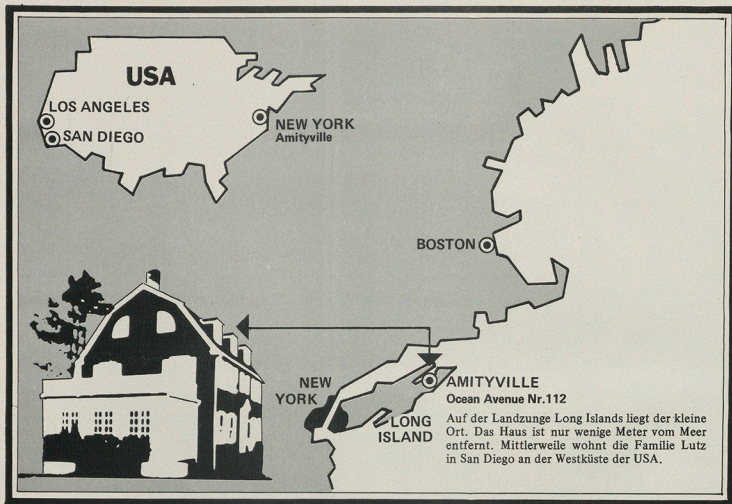 USA
LOS ANGELES
SAN DIEGO
NEW YORK
Amityville
BOSTON
NEW
YORK
LONG
ISLAND
AMITYVILLE
Ocean Avenue Nr.112
Auf der Landzunge Long Islands liegt der kleine
Ort. Das Haus ist nur wenige Meter vom Meer
entfernt. Mittlerweile wohnt die Familie Lutz
in San Diego an der Westküste der USA.